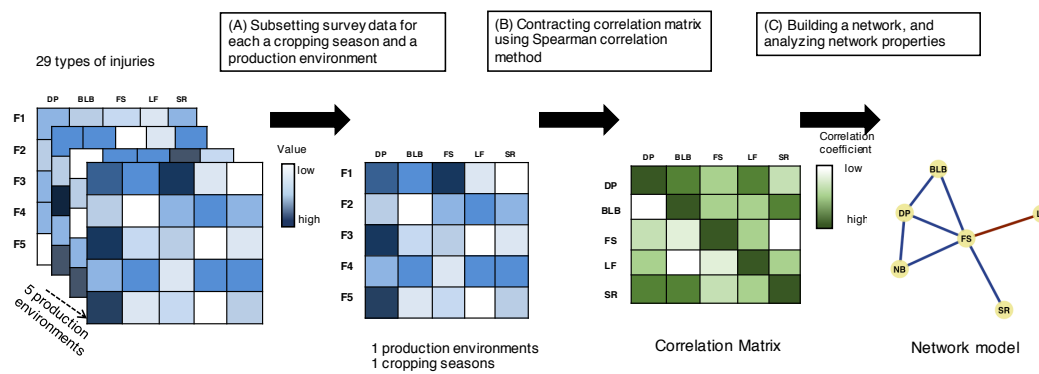 (A) Subsetting survey data for
each a cropping season and a
production environment
(B) Contracting correlation matrix
using Spearman correlation
method
(C) Building a network, and
analyzing network properties
29 types of injuries
DP BLB FS LF SR
F1
F2
F3
F4
F5
5 production
environments
Value
low
high
DP BLB FS LF SR
F1
F2
F3
F4
F5
1 production environments
1 cropping seasons
DP BLB FS LF SR
DP
BLB
FS
LF
SR
Correlation Matrix
Correlation
coefficient
low
high
BLB
DP
FS
L
NB
SR
Network model